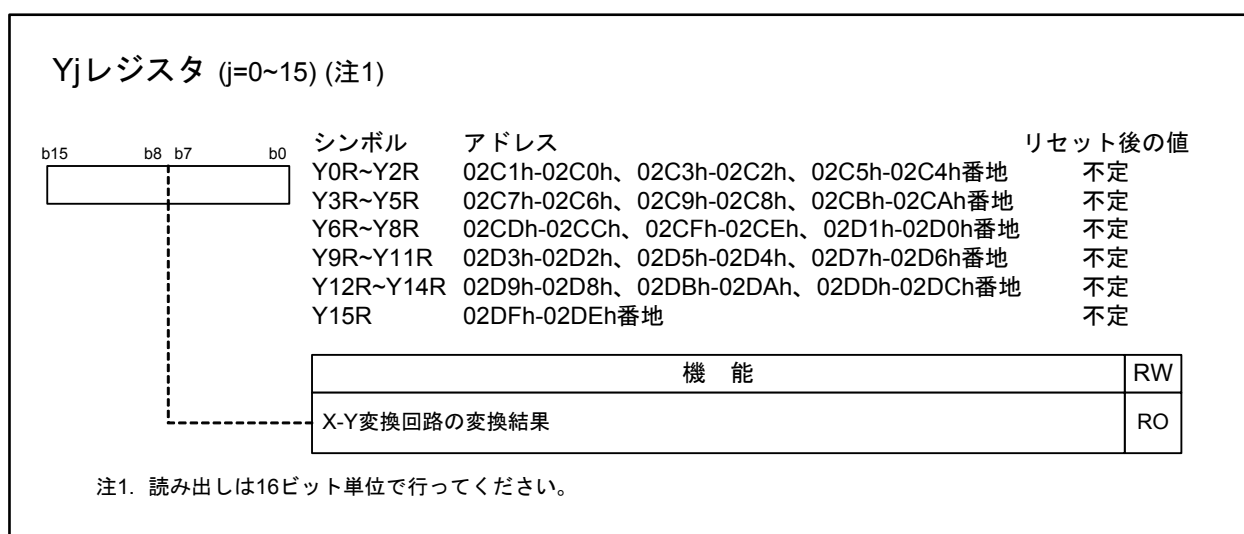 Yjレジスタ (j=0~15) (注1)
b15 b8 b7 b0
シンボル アドレス リセット後の値
Y0R~Y2R 02C1h-02C0h、02C3h-02C2h、02C5h-02C4h番地 不定
Y3R~Y5R 02C7h-02C6h、02C9h-02C8h、02CBh-02CAh番地 不定
Y6R~Y8R 02CDh-02CCh、02CFh-02CEh、02D1h-02D0h番地 不定
Y9R~Y11R 02D3h-02D2h、02D5h-02D4h、02D7h-02D6h番地 不定
Y12R~Y14R 02D9h-02D8h、02DBh-02DAh、02DDh-02DCh番地 不定
Y15R 02DFh-02DEh番地 不定
機 能 RW
X-Y変換回路の変換結果 RO
注1. 読み出しは16ビット単位で行ってください。